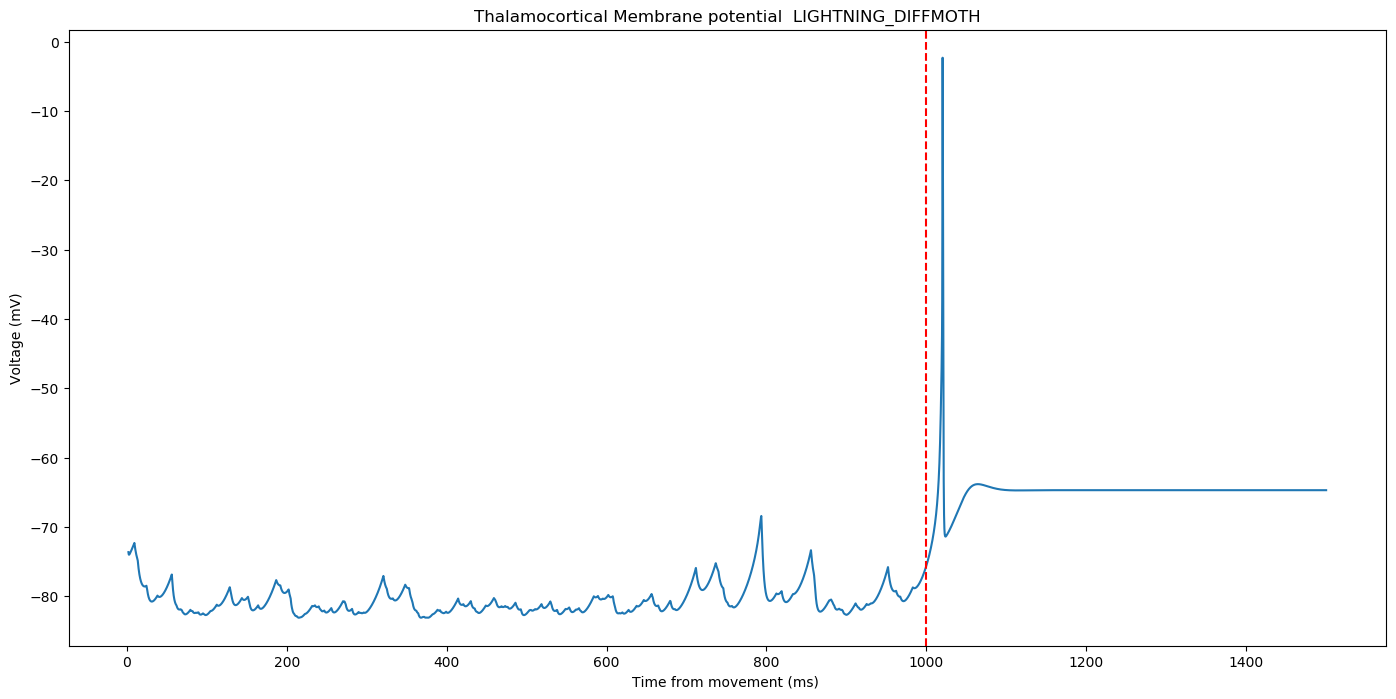 Thalamocortical Membrane potential  LIGHTNING_DIFFMOTH
0
−10
−20
−30
−40
−50
−60
−70
−80
Voltage (mV)
0 200 400 600 800 1000 1200 1400
Time from movement (ms)